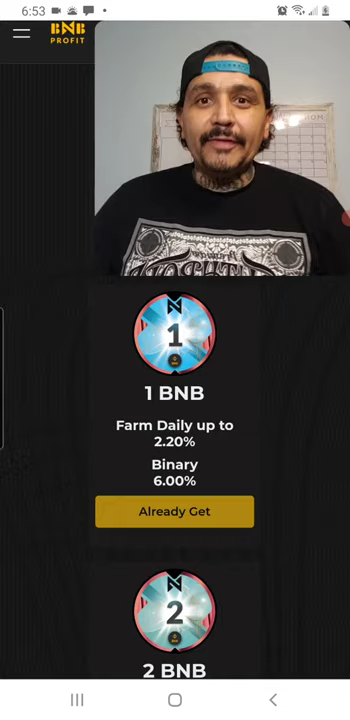 6:53
BNB
PROFIT
1
1 BNB
Farm Daily up to
2.20%
Binary
6.00%
Already Get
2
2 BNB